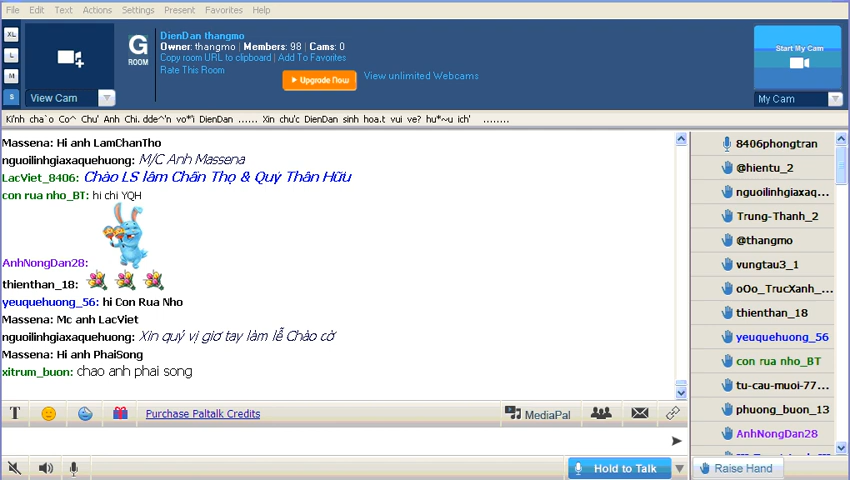 File Edit Text Actions Settings Present Favorites Help
XL
L
M
S
View Cam
G
ROOM
DienDan thangmo
Owner: thangmo | Members: 98 | Cams: 0
Copy room URL to clipboard | Add To Favorites
Rate This Room
Upgrade Now
View unlimited Webcams
Start My Cam
My Cam
Ki'nh cha`o Co^ Chu' Anh Chi. dde^'n vo*'i DienDan ...... Xin chu'c DienDan sinh hoa.t vui ve? hu*~u ich' ........
Massena: Hi anh LamChanTho
nguoilinhgiaxaquehuong: M/C Anh Massena
LacViet_8406: Chào LS lâm Chấn Thọ & Quý Thân Hữu
con rua nho_BT: hi chi YQH
AnhNongDan28:
thienthan_18:
yeuquehuong_56: hi Con Rua Nho
Massena: Mc anh LacViet
nguoilinhgiaxaquehuong: Xin quý vị giơ tay làm lễ Chào cờ
Massena: Hi anh PhaiSong
xitrum_buon: chao anh phai song
T
Purchase Paltalk Credits
MediaPal
Hold to Talk
8406phongtran
@hientu_2
nguoilinhgiaxaq...
Trung-Thanh_2
@thangmo
vungtau3_1
oOo_TrucXanh_...
thienthan_18
yeuquehuong_56
con rua nho_BT
tu-cau-muoi-77...
phuong_buon_13
AnhNongDan28
Raise Hand